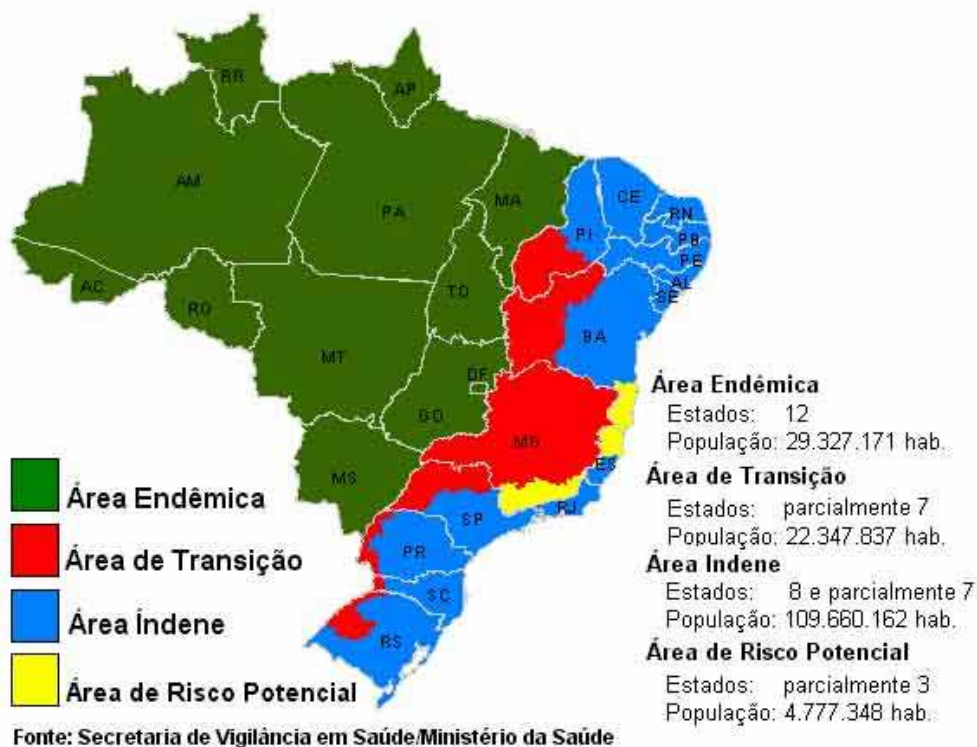 RR
AP
AM
PA
MA
CE
RN
PI
PB
PE
AC
TO
AL
SE
RO
BA
MT
DF
GO
MG
MS
ES
SP
RJ
PR
SC
RS
Área Endêmica
Área de Transição
Área Índene
Área de Risco Potencial
Área Endêmica
Estados: 12
População: 29.327.171 hab.
Área de Transição
Estados: parcialmente 7
População: 22.347.837 hab.
Área Indene
Estados: 8 e parcialmente 7
População: 109.660.162 hab.
Área de Risco Potencial
Estados: parcialmente 3
População: 4.777.348 hab.
Fonte: Secretaria de Vigilância em Saúde/Ministério da Saúde